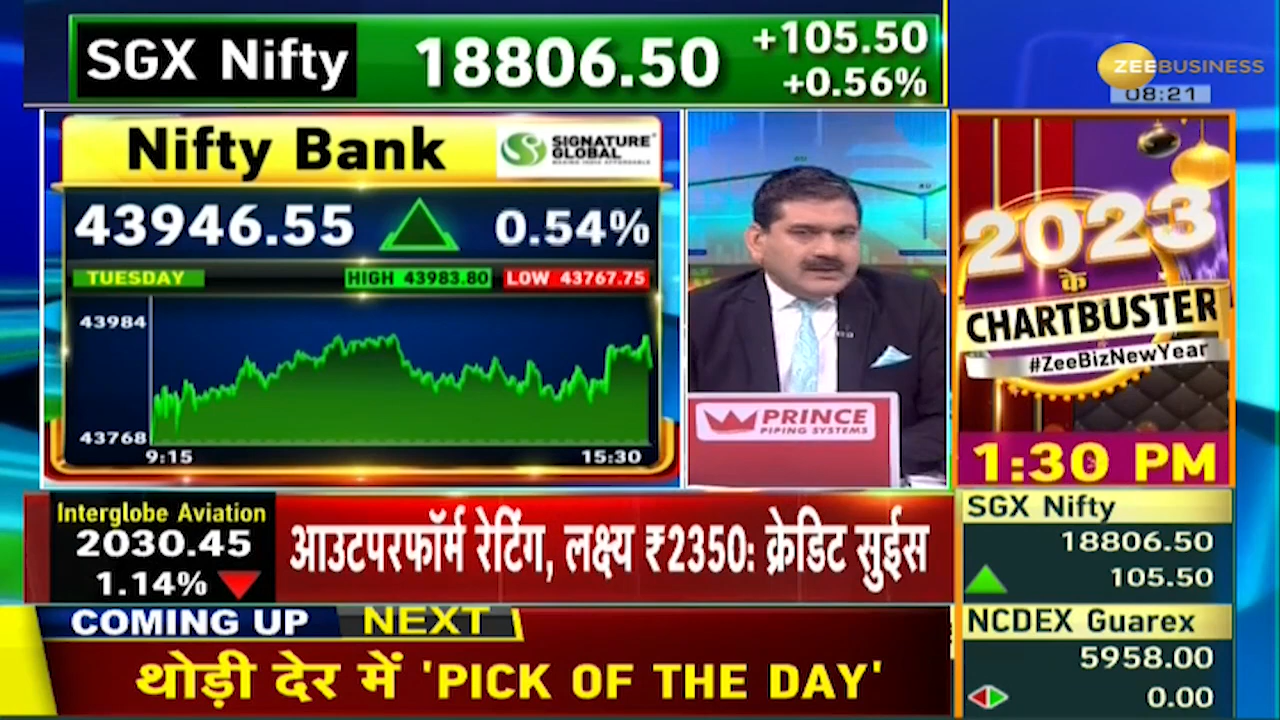 SGX Nifty
18806.50
+105.50
+0.56%
ZEEBUSINESS
08:21
Nifty Bank
SIGNATURE
GLOBAL
43946.55
0.54%
TUESDAY
HIGH 43983.80
LOW 43767.75
43984
43768
9:15
15:30
PRINCE
PIPING SYSTEMS
2023
के
CHARTBUSTER
#ZeeBizNewYear
1:30 PM
Interglobe Aviation
2030.45
1.14%
आउटपरफॉर्म रेटिंग, लक्ष्य ₹2350: क्रेडिट सुईस
SGX Nifty
18806.50
105.50
COMING UP NEXT
थोड़ी देर में 'PICK OF THE DAY'
NCDEX Guarex
5958.00
0.00